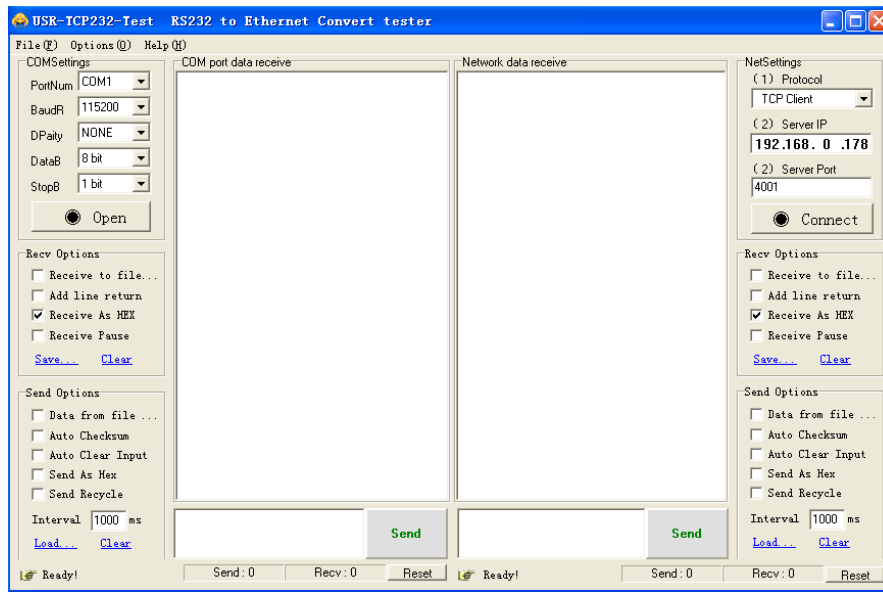 USR-TCP232-Test RS232 to Ethernet Convert tester
File(F) Options(O) Help(H)
COMSettings
PortNum COM1
BaudR 115200
DPaity NONE
DataB 8 bit
StopB 1 bit
Open
Recv Options
Receive to file...
Add line return
Receive As HEX
Receive Pause
Save... Clear
Send Options
Data from file ...
Auto Checksum
Auto Clear Input
Send As Hex
Send Recycle
Interval 1000 ms
Load... Clear
COM port data receive
Send
Network data receive
Send
NetSettings
(1) Protocol
TCP Client
(2) Server IP
192.168. 0 .178
(2) Server Port
4001
Connect
Recv Options
Receive to file...
Add line return
Receive As HEX
Receive Pause
Save... Clear
Send Options
Data from file ...
Auto Checksum
Auto Clear Input
Send As Hex
Send Recycle
Interval 1000 ms
Load... Clear
Ready! Send : 0 Recv : 0 Reset
Ready! Send : 0 Recv : 0 Reset